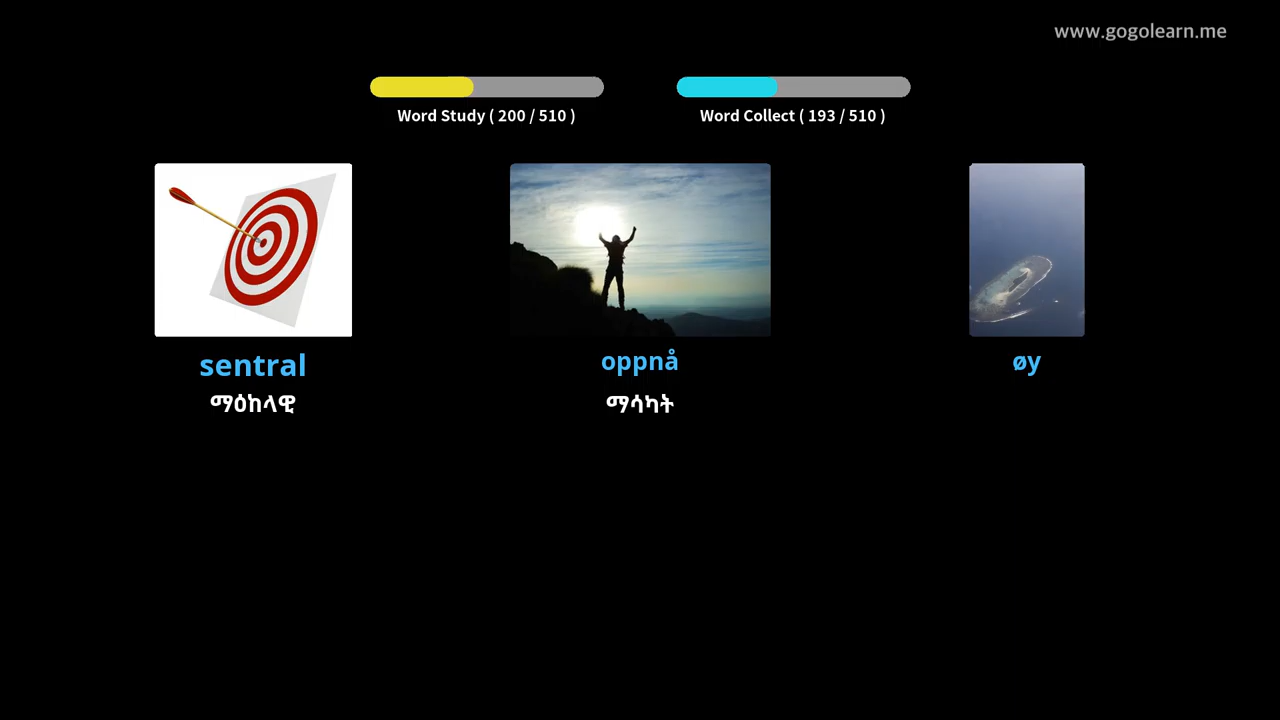 www.gogolearn.me
Word Study ( 200 / 510 )
Word Collect ( 193 / 510 )
sentral
ማዕከላዊ
oppnå
ማሳካት
øy